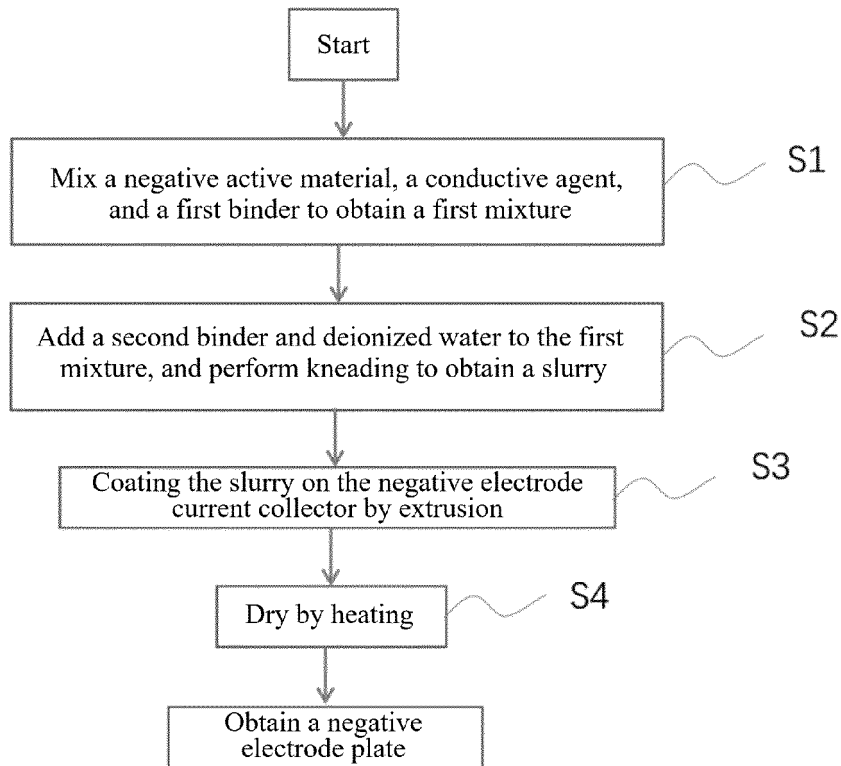 Start
Mix a negative active material, a conductive agent,
and a first binder to obtain a first mixture
S1
Add a second binder and deionized water to the first
mixture, and perform kneading to obtain a slurry
S2
Coating the slurry on the negative electrode
current collector by extrusion
S3
Dry by heating
S4
Obtain a negative
electrode plate